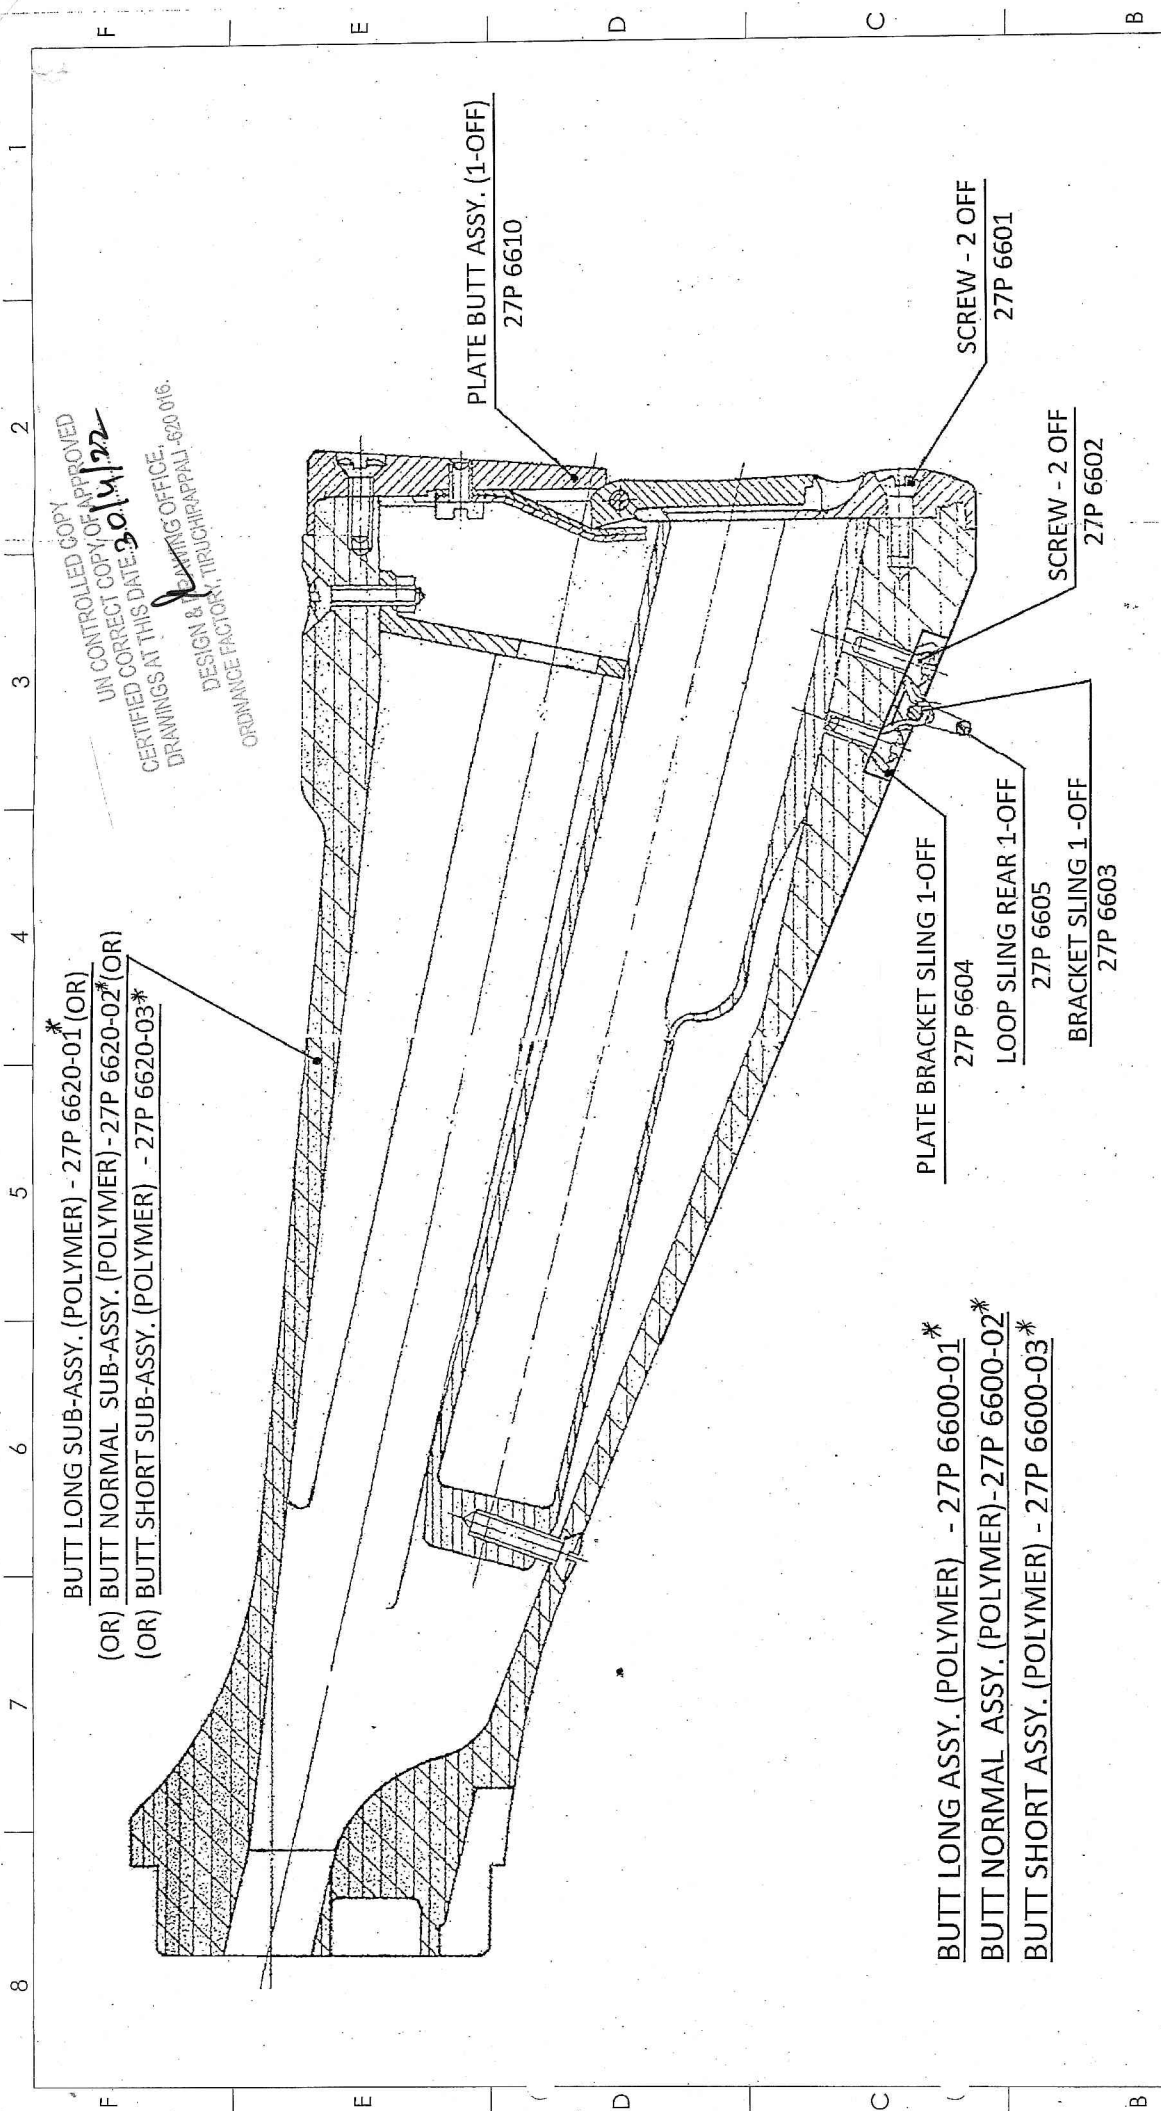 F
E
D
C
B
1
2
3
4
5
6
7
8
F
E
D
C
B
UN CONTROLLED COPY
CERTIFIED CORRECT COPY OF APPROVED
DRAWINGS AT THIS DATE 30/4/22
DESIGN & DRAWING OFFICE,
ORDNANCE FACTORY, TIRUCHIRAPPALLI-620 016.
BUTT LONG SUB-ASSY. (POLYMER) - 27P 6620-01* (OR)
(OR) BUTT NORMAL SUB-ASSY. (POLYMER) - 27P 6620-02* (OR)
(OR) BUTT SHORT SUB-ASSY. (POLYMER) - 27P 6620-03*
PLATE BUTT ASSY. (1-OFF)
27P 6610
SCREW - 2 OFF
27P 6601
SCREW - 2 OFF
27P 6602
PLATE BRACKET SLING 1-OFF
27P 6604
LOOP SLING REAR 1-OFF
27P 6605
BRACKET SLING 1 -OFF
27P 6603
BUTT LONG ASSY. (POLYMER) - 27P 6600-01*
BUTT NORMAL ASSY. (POLYMER)-27P 6600-02*
BUTT SHORT ASSY. (POLYMER) - 27P 6600-03*